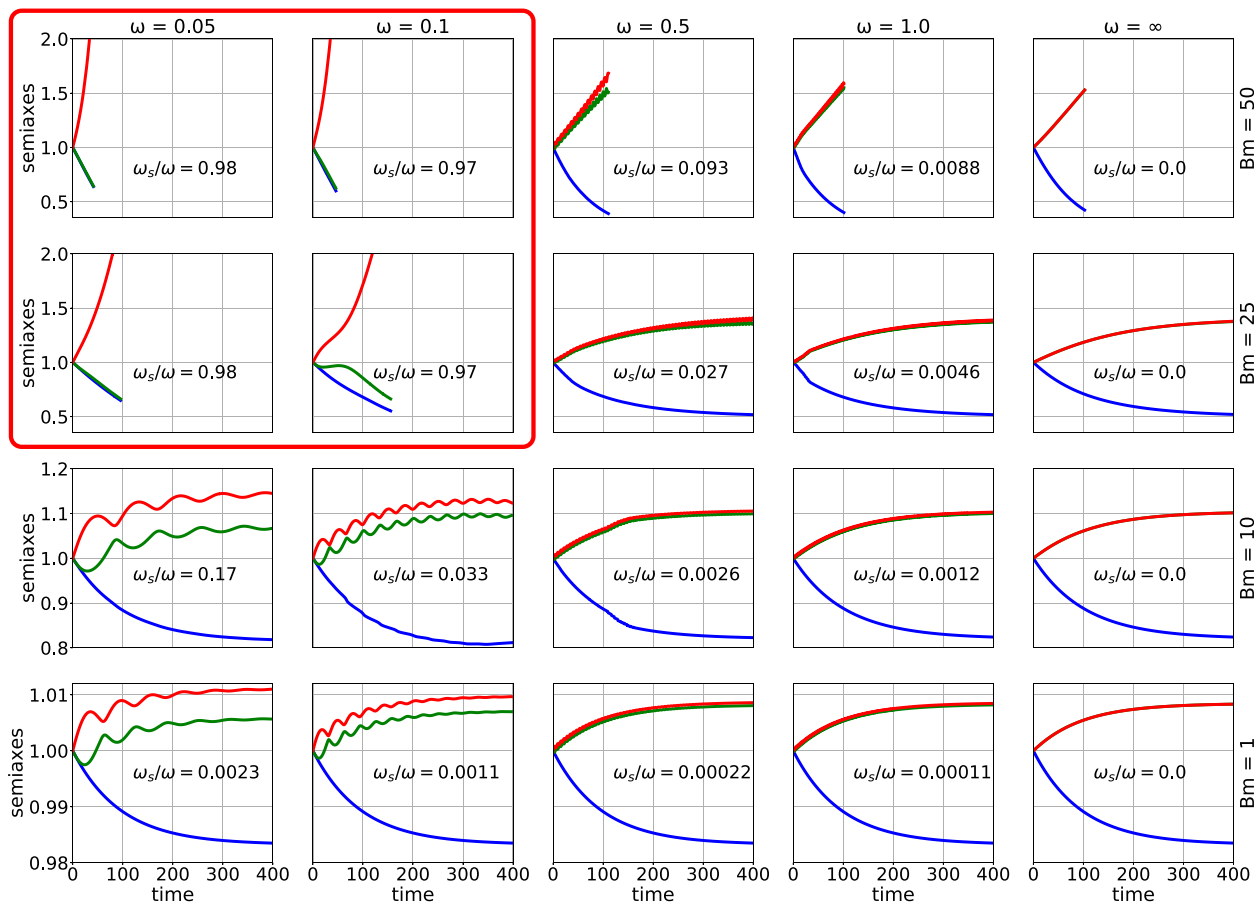 ω = 0.05 ω = 0.1 ω = 0.5 ω = 1.0 ω = ∞
2.0
1.5
1.0
0.5
semiaxes
ωs/ω = 0.98 ωs/ω = 0.97 ωs/ω = 0.093 ωs/ω = 0.0088 ωs/ω = 0.0
Bm = 50
2.0
1.5
1.0
0.5
semiaxes
ωs/ω = 0.98 ωs/ω = 0.97 ωs/ω = 0.027 ωs/ω = 0.0046 ωs/ω = 0.0
Bm = 25
1.2
1.1
1.0
0.9
0.8
semiaxes
ωs/ω = 0.17 ωs/ω = 0.033 ωs/ω = 0.0026 ωs/ω = 0.0012 ωs/ω = 0.0
Bm = 10
1.01
1.00
0.99
0.98
semiaxes
ωs/ω = 0.0023 ωs/ω = 0.0011 ωs/ω = 0.00022 ωs/ω = 0.00011 ωs/ω = 0.0
Bm = 1
0 100 200 300 400 0 100 200 300 400 0 100 200 300 400 0 100 200 300 400 0 100 200 300 400
time time time time time